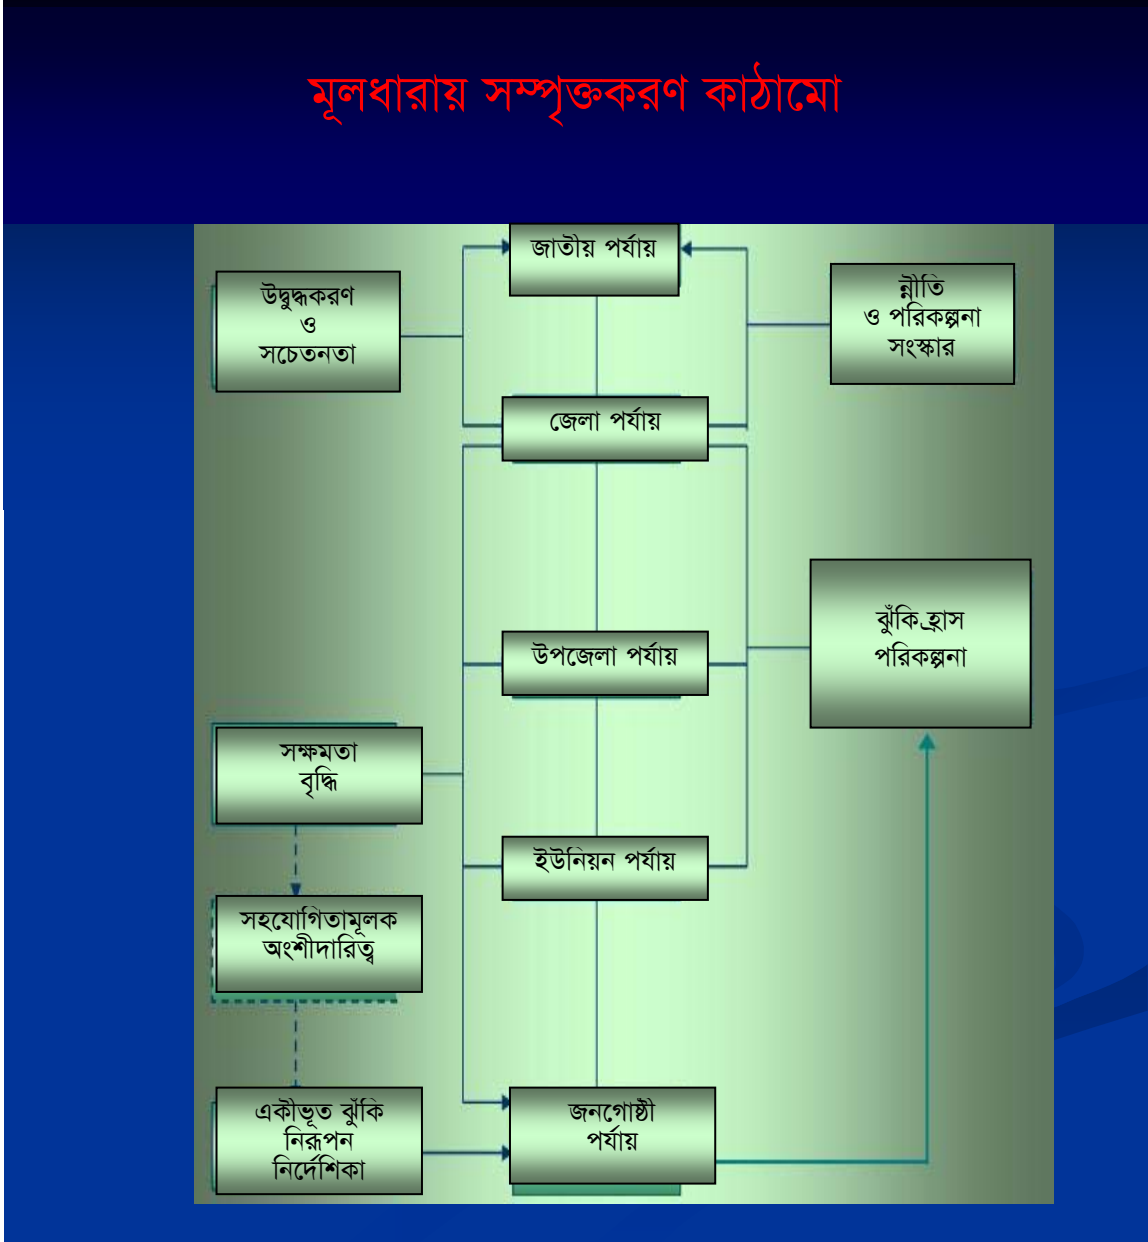 মূলধারায় সম্পৃক্তকরণ কাঠামো
জাতীয় পর্যায়
উদ্বুদ্ধকরণ
ও
সচেতনতা
ন্নীতি
ও পরিকল্পনা
সংস্কার
জেলা পর্যায়
ঝুঁকি হ্রাস
পরিকল্পনা
উপজেলা পর্যায়
সক্ষমতা
বৃদ্ধি
ইউনিয়ন পর্যায়
সহযোগিতামূলক
অংশীদারিত্ব
একীভূত ঝুঁকি
নিরূপন
নির্দেশিকা
জনগোষ্ঠী
পর্যায়